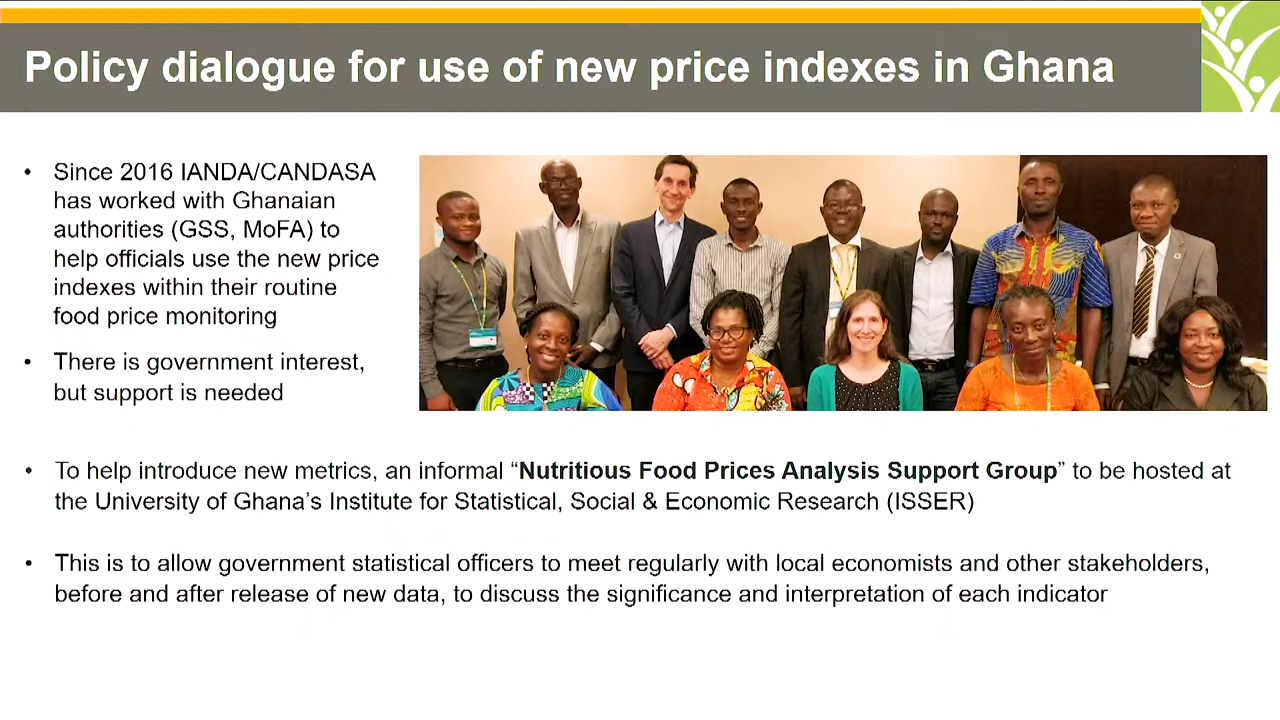 Policy dialogue for use of new price indexes in Ghana
• Since 2016 IANDA/CANDASA
has worked with Ghanaian
authorities (GSS, MoFA) to
help officials use the new price
indexes within their routine
food price monitoring
• There is government interest,
but support is needed
• To help introduce new metrics, an informal “Nutritious Food Prices Analysis Support Group” to be hosted at
the University of Ghana’s Institute for Statistical, Social & Economic Research (ISSER)
• This is to allow government statistical officers to meet regularly with local economists and other stakeholders,
before and after release of new data, to discuss the significance and interpretation of each indicator